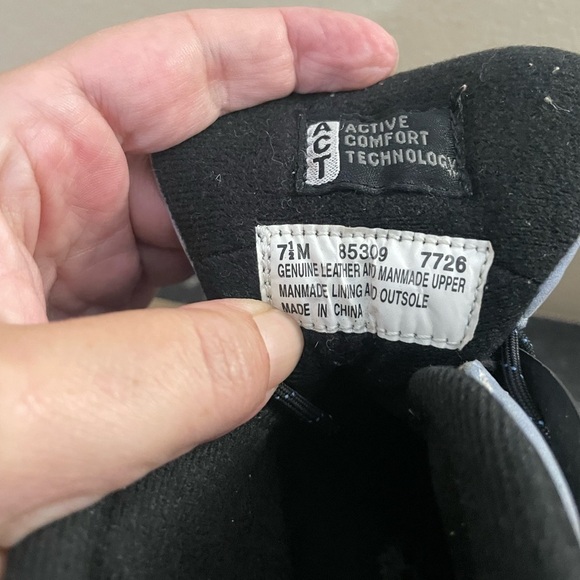 ACT
ACTIVE
COMFORT
TECHNOLOGY
7½M 85309 7726
GENUINE LEATHER AND MANMADE UPPER
MANMADE LINING AND OUTSOLE
MADE IN CHINA